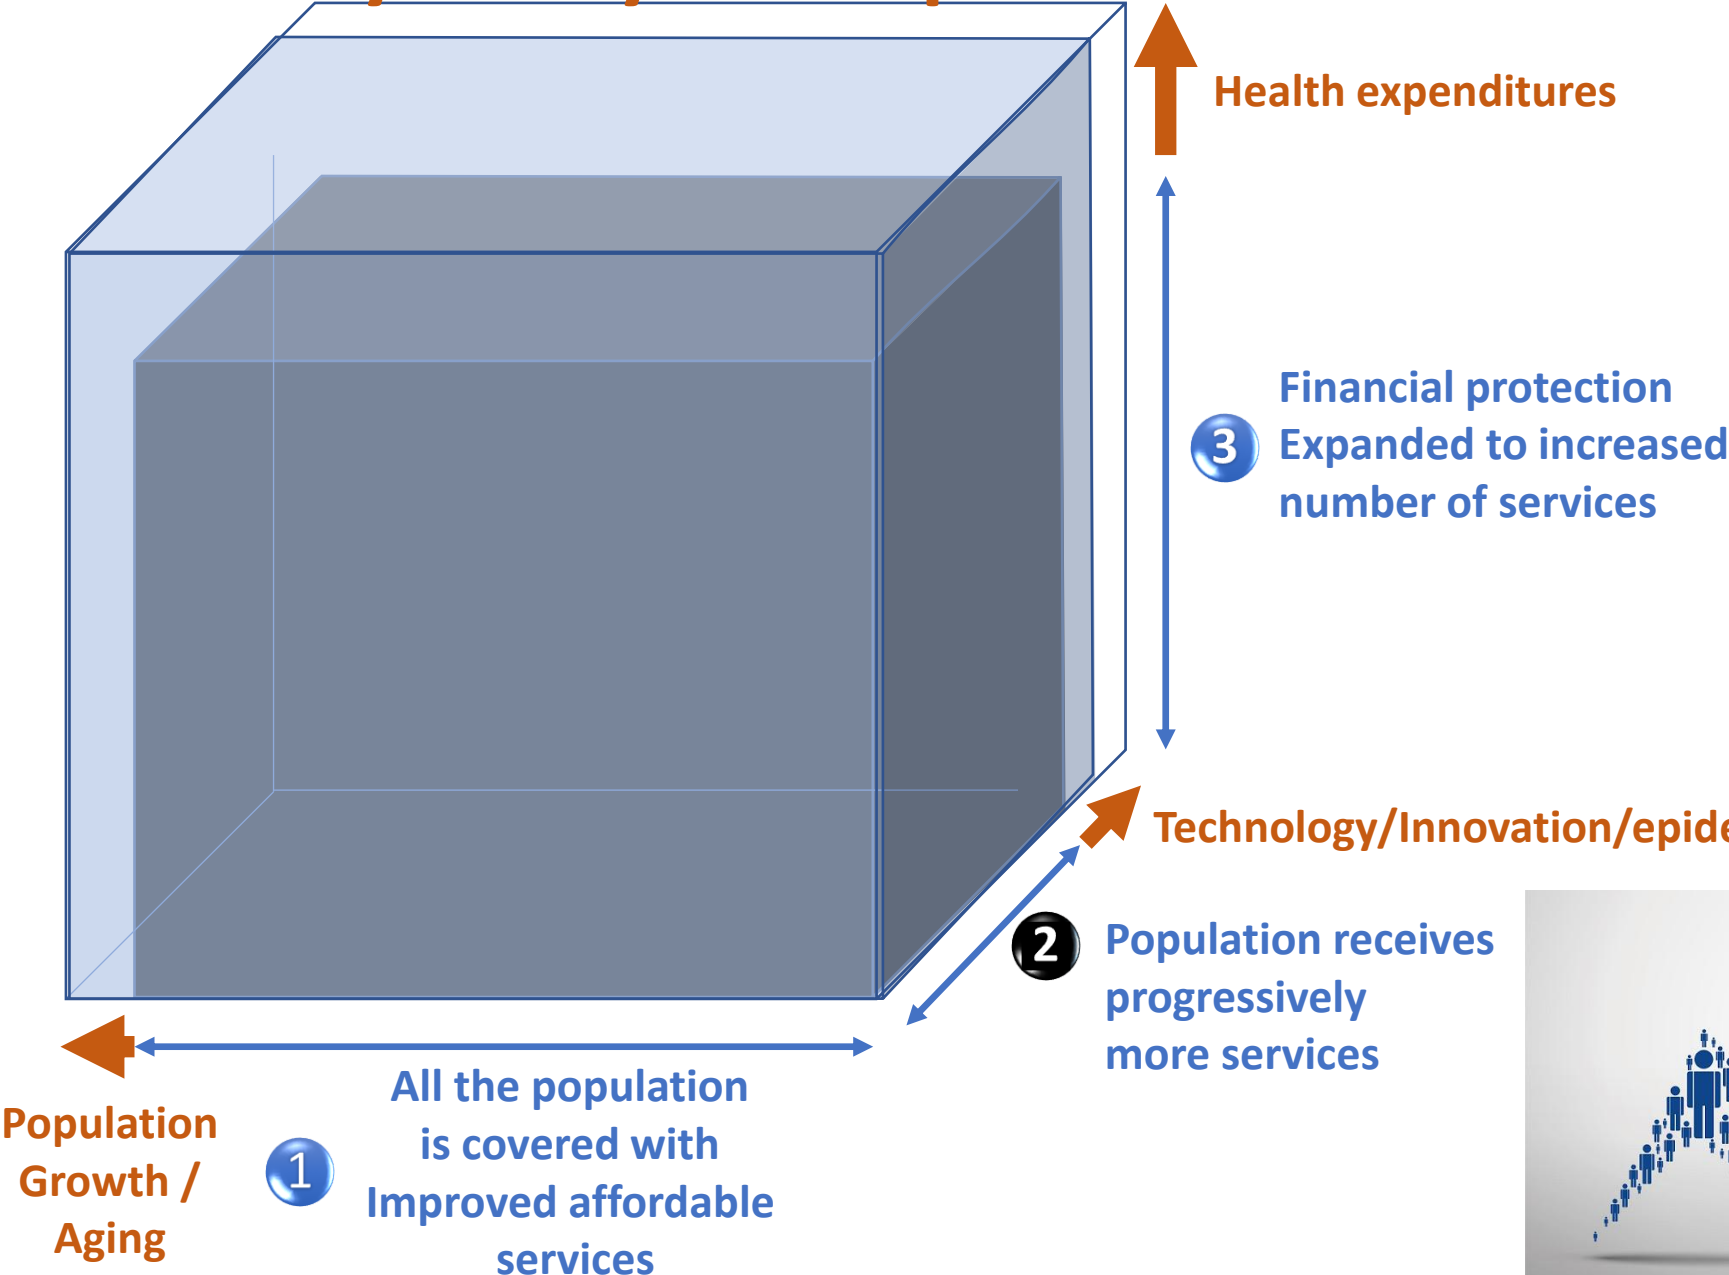 Health expenditures
Financial protection
3 Expanded to increased
number of services
Technology/Innovation/epide
2 Population receives
progressively
more services
Population
Growth /
Aging
1
All the population
is covered with
Improved affordable
services